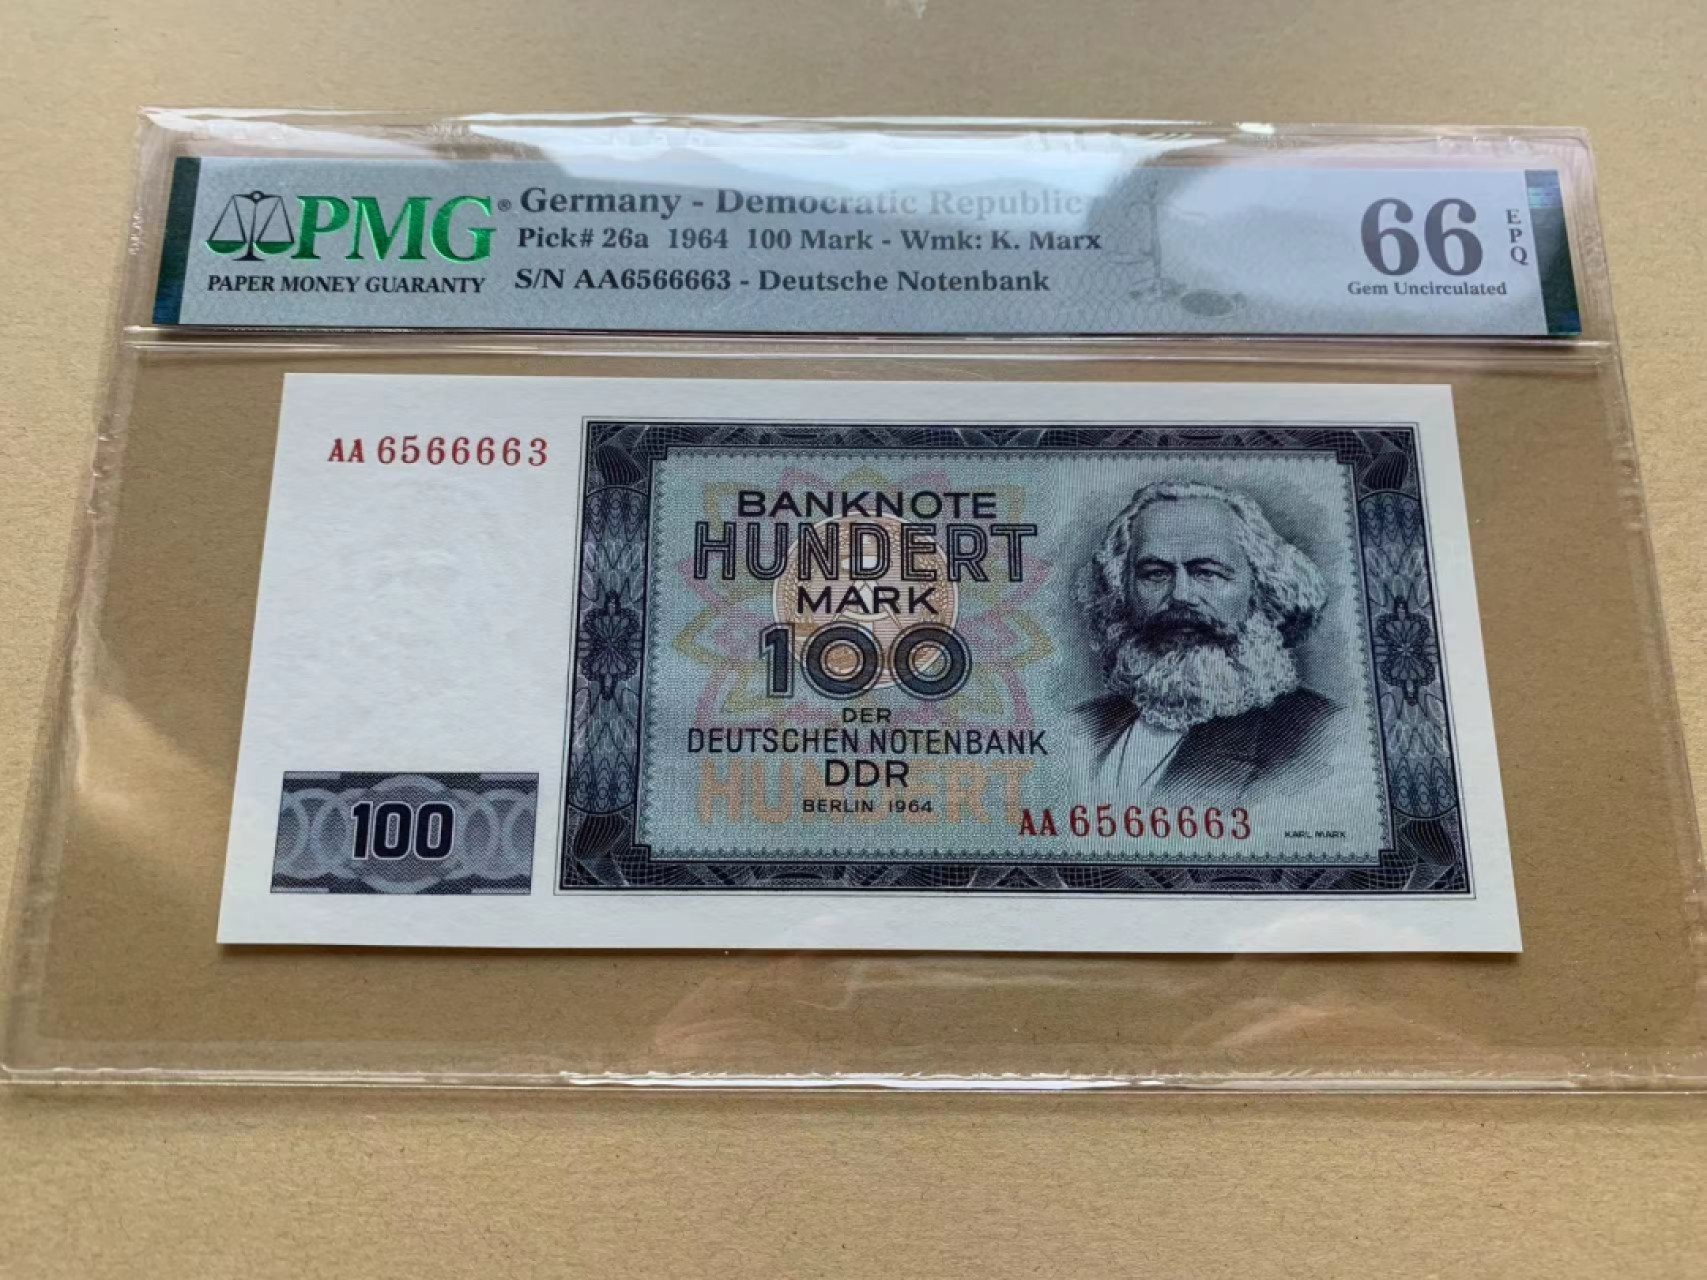 PMG®
PAPER MONEY GUARANTY
Germany - Democratic Republic
Pick# 26a 1964 100 Mark - Wmk: K. Marx
S/N AA6566663 - Deutsche Notenbank
66
EPQ
Gem Uncirculated
AA 6566663
BANKNOTE
HUNDERT
MARK
100
DER
DEUTSCHEN NOTENBANK
DDR
BERLIN 1964
HUNDERT
AA 6566663
KARL MARX
100